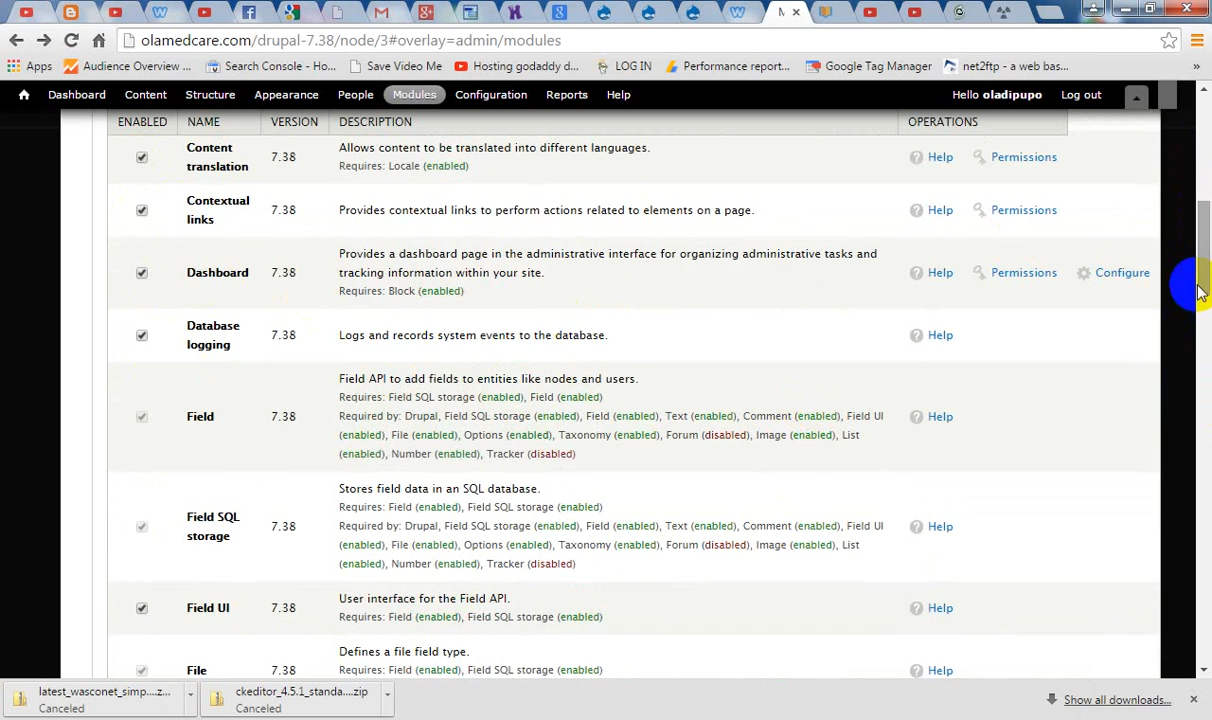 M
olamedcare.com/drupal-7.38/node/3#overlay=admin/modules
Apps Audience Overview ... Search Console - Ho... Save Video Me Hosting godaddy d... LOG IN Performance report... Google Tag Manager net2ftp - a web bas... »
Dashboard Content Structure Appearance People Modules Configuration Reports Help Hello oladipupo Log out
ENABLED NAME VERSION DESCRIPTION OPERATIONS
Content translation 7.38 Allows content to be translated into different languages. Help Permissions
Requires: Locale (enabled)
Contextual links 7.38 Provides contextual links to perform actions related to elements on a page. Help Permissions
Dashboard 7.38 Provides a dashboard page in the administrative interface for organizing administrative tasks and Help Permissions Configure
tracking information within your site.
Requires: Block (enabled)
Database logging 7.38 Logs and records system events to the database. Help
Field API to add fields to entities like nodes and users.
Requires: Field SQL storage (enabled), Field (enabled)
Field 7.38 Required by: Drupal, Field SQL storage (enabled), Field (enabled), Text (enabled), Comment (enabled), Field UI Help
(enabled), File (enabled), Options (enabled), Taxonomy (enabled), Forum (disabled), Image (enabled), List
(enabled), Number (enabled), Tracker (disabled)
Stores field data in an SQL database.
Requires: Field (enabled), Field SQL storage (enabled)
Field SQL storage 7.38 Required by: Drupal, Field SQL storage (enabled), Field (enabled), Text (enabled), Comment (enabled), Field UI Help
(enabled), File (enabled), Options (enabled), Taxonomy (enabled), Forum (disabled), Image (enabled), List
(enabled), Number (enabled), Tracker (disabled)
Field UI 7.38 User interface for the Field API. Help
Requires: Field (enabled), Field SQL storage (enabled)
Defines a file field type.
File 7.38 Requires: Field (enabled), Field SQL storage (enabled) Help
latest_wasconet_simp....z... ckeditor_4.5.1_standa....zip Show all downloads...
Canceled Canceled